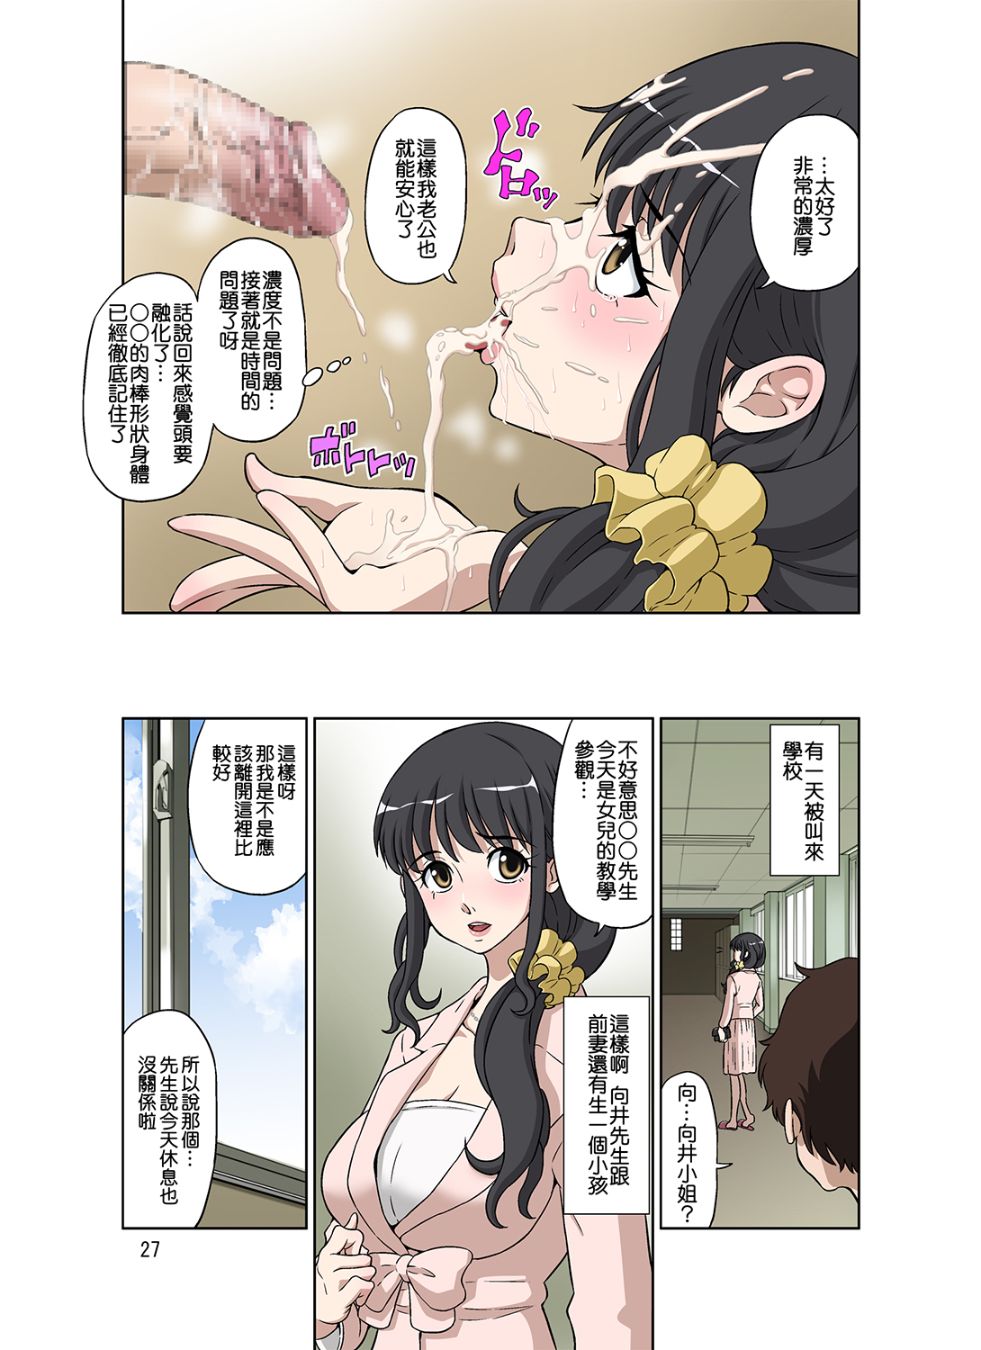 …太好了
非常的濃厚
ドロッ
這樣我老公也
就能安心了
濃度不是問題…
接著就是時間的
問題了呀
話說回來感覺頭要
融化了…
〇〇的肉棒形狀身體
已經徹底記住了
ボトトッ
有一天被叫來
學校
向…向井小姐?
不好意思〇〇先生
今天是女兒的教學
參觀…
這樣啊 向井先生跟
前妻還有生一個小孩
這樣呀
那我是不是應
該離開這裡比
較好
所以說那個…
先生說今天休息也
沒關係啦
27